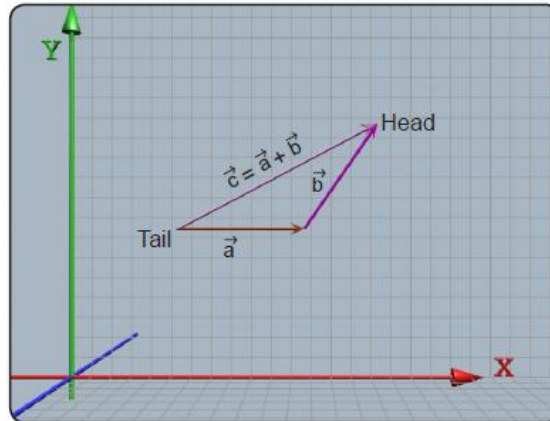 Y
Head
c⃗ = a⃗ + b⃗
b⃗
Tail
a⃗
X